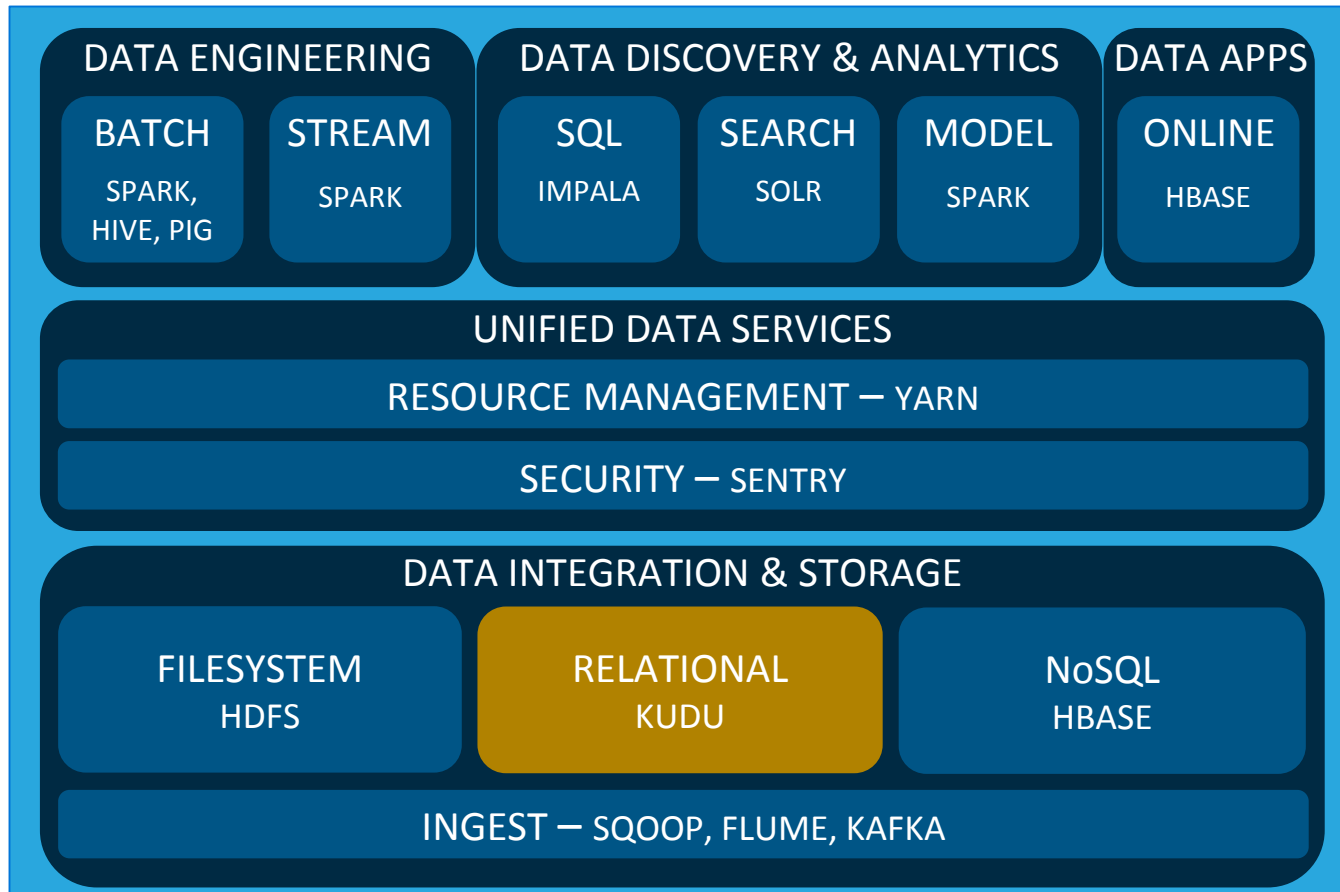 DATA ENGINEERING
BATCH
SPARK,
HIVE, PIG
STREAM
SPARK
DATA DISCOVERY & ANALYTICS
SQL
IMPALA
SEARCH
SOLR
MODEL
SPARK
DATA APPS
ONLINE
HBASE
UNIFIED DATA SERVICES
RESOURCE MANAGEMENT – YARN
SECURITY – SENTRY
DATA INTEGRATION & STORAGE
FILESYSTEM
HDFS
RELATIONAL
KUDU
NoSQL
HBASE
INGEST – SQOOP, FLUME, KAFKA